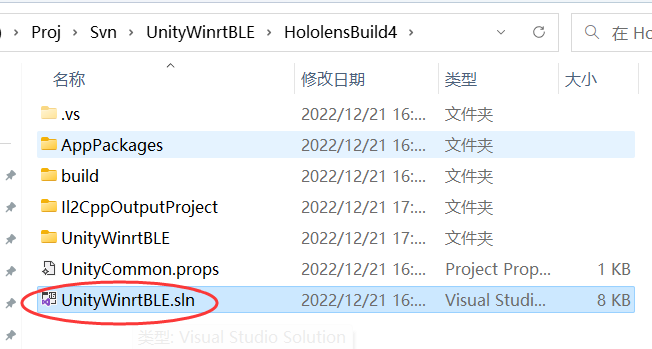 ) › Proj › Svn › UnityWinrtBLE › HololensBuild4 ›
在 Ho
名称 修改日期 类型 大小
.vs 2022/12/21 16:... 文件夹
AppPackages 2022/12/21 16:... 文件夹
build 2022/12/21 16:... 文件夹
Il2CppOutputProject 2022/12/21 17:... 文件夹
UnityWinrtBLE 2022/12/21 17:... 文件夹
UnityCommon.props 2022/12/21 16:... Project Prop... 1 KB
UnityWinrtBLE.sln 2022/12/21 16:... Visual Studi... 8 KB
类型: Visual Studio Solution